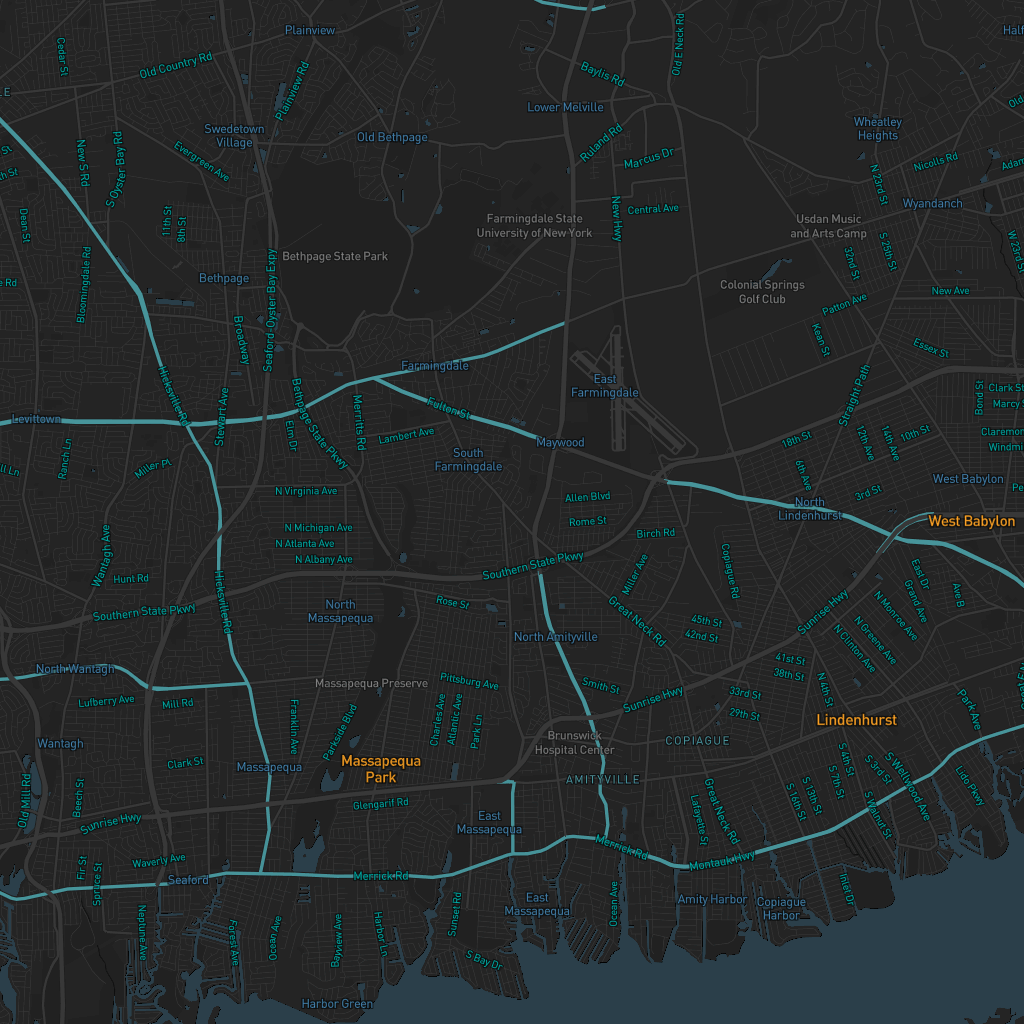 Plainview
Half
Cedar St
Old Country Rd
Plainview Rd
Baylis Rd
Old E Neck Rd
Lower Melville
Swedetown
Village
Old Bethpage
Wheatley
Heights
New S Rd
S Oyster Bay Rd
Evergreen Ave
Ruland Rd
Marcus Dr
Nicolls Rd
N 23rd St
Wyandanch
Dean St
11th St
8th St
Farmingdale State
University of New York
New Hwy
Central Ave
Usdan Music
and Arts Camp
S 25th St
W 23rd St
32nd St
Bethpage State Park
Bethpage
Bloomingdale Rd
Seaford-Oyster Bay Expy
Colonial Springs
Golf Club
New Ave
Patton Ave
Kean St
Essex St
Broadway
Farmingdale
East
Farmingdale
Straight Path
Bond St
Clark St
Hicksville Rd
Stewart Ave
Bethpage State Pkwy
Merritts Rd
Fulton St
Levittown
Elm Dr
Lambert Ave
Maywood
18th St
12th Ave
14th Ave
10th St
Ranch Ln
Miller Pl
South
Farmingdale
6th Ave
3rd St
West Babylon
N Virginia Ave
Allen Blvd
North
Lindenhurst
West Babylon
Rome St
N Michigan Ave
Birch Rd
N Atlanta Ave
N Albany Ave
Wantagh Ave
Southern State Pkwy
Miller Ave
Copiague Rd
East Dr
Grand Ave
Ave B
Hunt Rd
Hicksville Rd
Southern State Pkwy
North
Massapequa
Rose St
Great Neck Rd
45th St
42nd St
Sunrise Hwy
N Monroe Ave
N Greene Ave
N Clinton Ave
North Amityville
North Wantagh
41st St
38th St
Massapequa Preserve
Pittsburg Ave
Smith St
33rd St
N 4th St
Lufberry Ave
Mill Rd
Franklin Ave
Parkside Blvd
Charles Ave
Atlantic Ave
Park Ln
Sunrise Hwy
29th St
Lindenhurst
Park Ave
Wantagh
Brunswick
Hospital Center
COPIAGUE
Clark St
Massapequa
Massapequa
Park
AMITYVILLE
S 4th St
S 7th St
S 3rd St
S Wellwood Ave
Lido Pkwy
Old Mill Rd
Beech St
Glengarif Rd
Great Neck Rd
S 13th St
S 16th St
Sunrise Hwy
East
Massapequa
Lafayette St
S Walnut St
Merrick Rd
Montauk Hwy
Waverly Ave
Fir St
Spruce St
Seaford
Merrick Rd
Inlet Dr
Neptune Ave
Forest Ave
Ocean Ave
Bayview Ave
Harbor Ln
Sunset Rd
East
Massapequa
Ocean Ave
Amity Harbor
Copiague
Harbor
S Bay Dr
Harbor Green